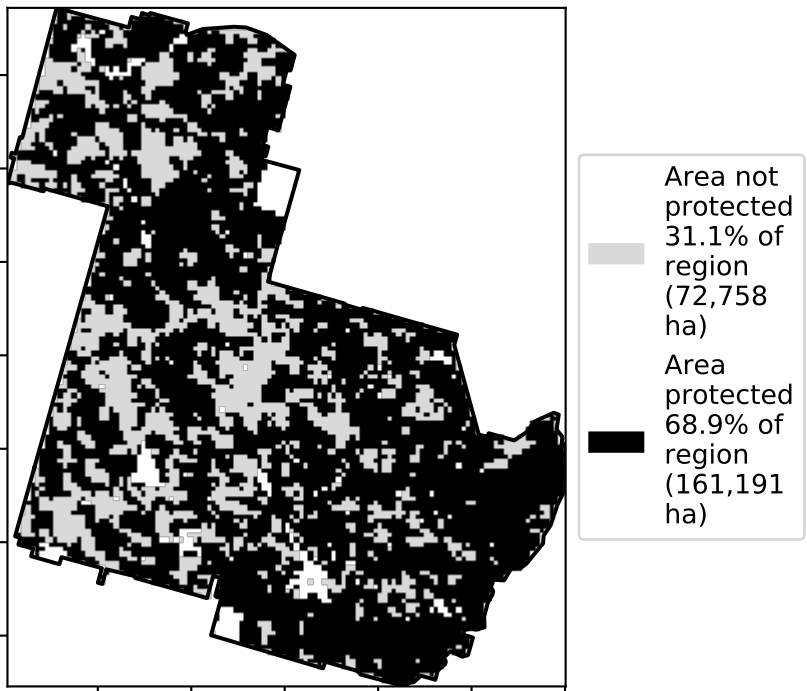 Area not
protected
31.1% of
region
(72,758
ha)
Area
protected
68.9% of
region
(161,191
ha)